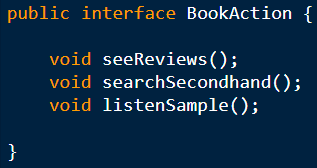 public interface BookAction {
void seeReviews();
void searchSecondhand();
void listenSample();
}